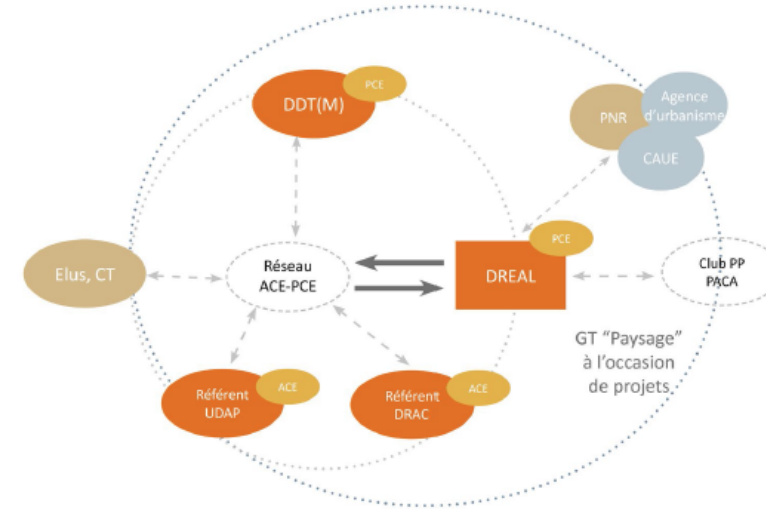 PCE
DDT(M)
Agence
d'urbanisme
PNR
CAUE
PCE
Elus, CT
Réseau
ACE-PCE
DREAL
Club PP
PACA
GT "Paysage"
à l'occasion
de projets
Référent
UDAP
ACE
Référent
DRAC
ACE